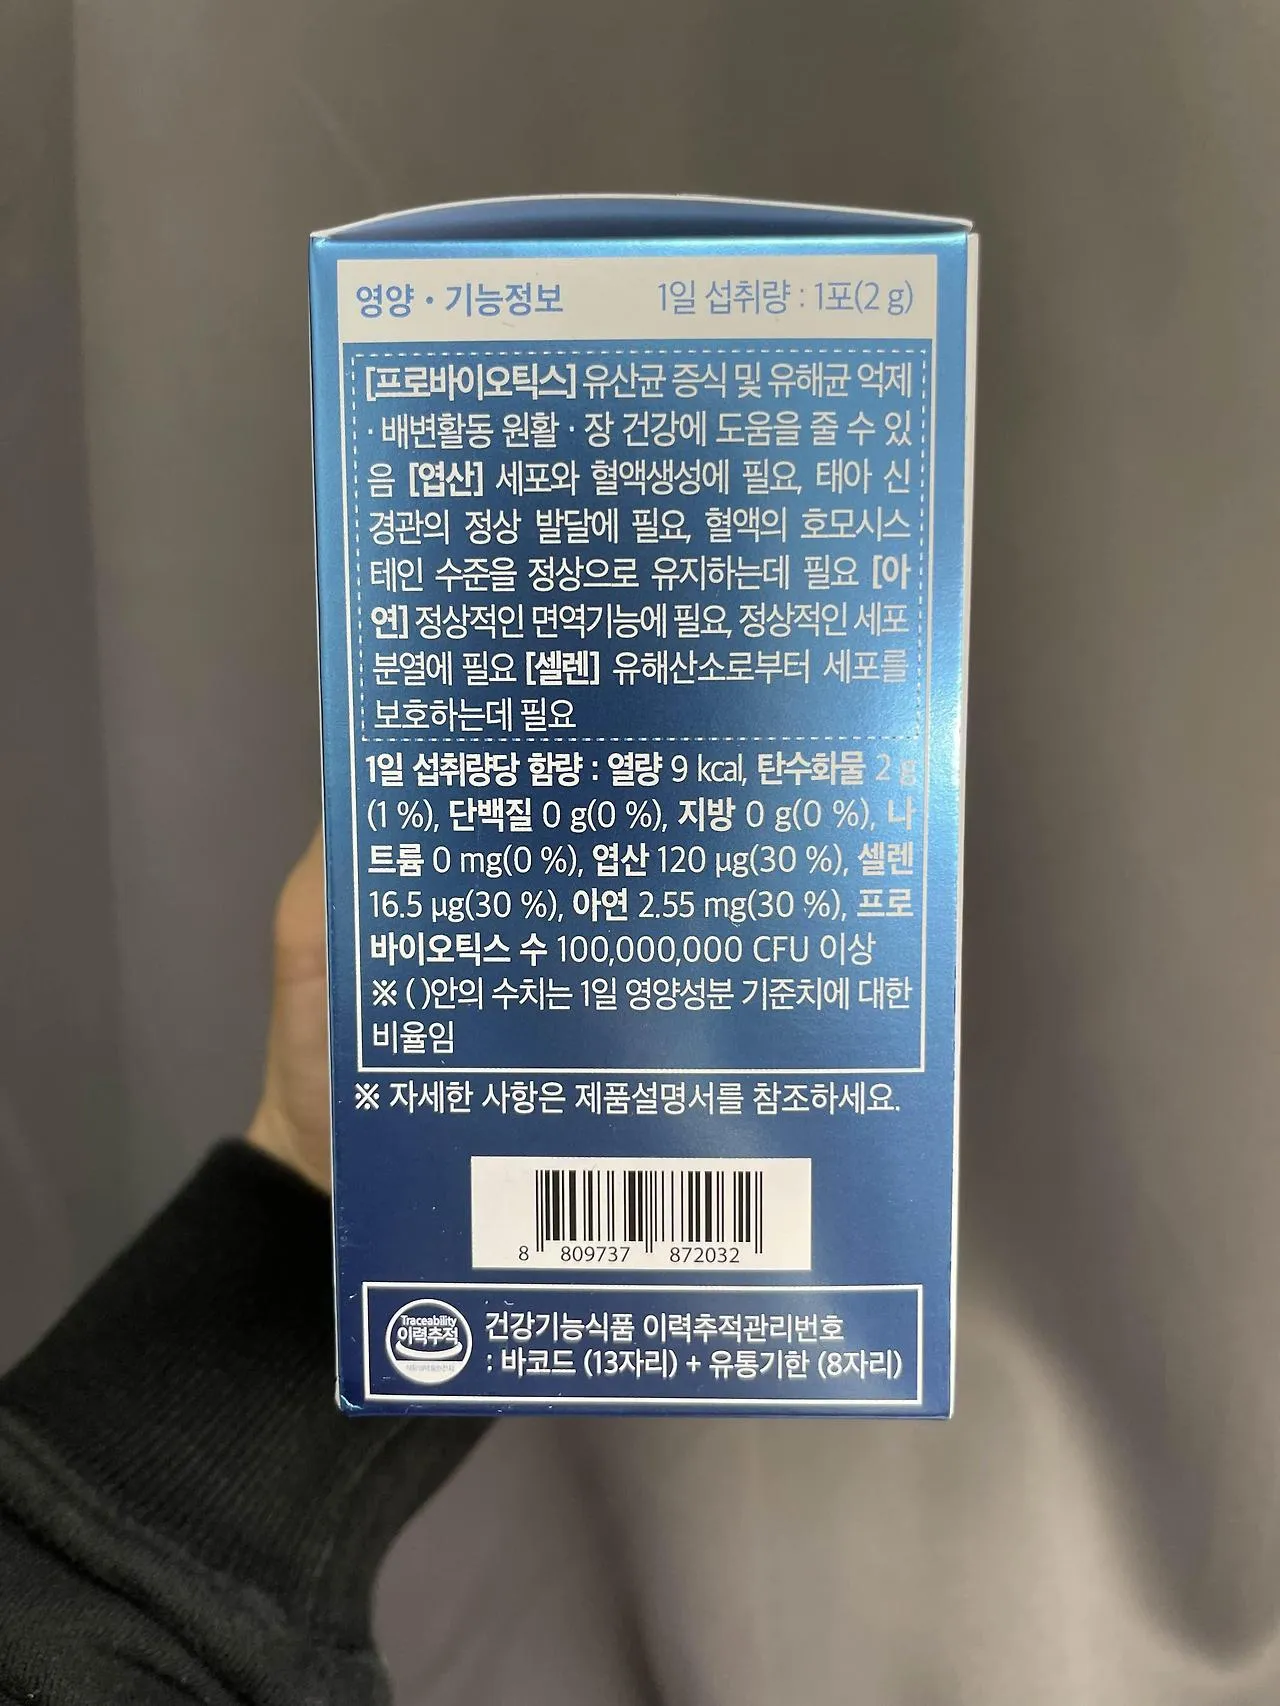 영양 · 기능정보 1일 섭취량 : 1포(2 g)
[프로바이오틱스] 유산균 증식 및 유해균 억제
· 배변활동 원활 · 장 건강에 도움을 줄 수 있
음 [엽산] 세포와 혈액생성에 필요, 태아 신
경관의 정상 발달에 필요, 혈액의 호모시스
테인 수준을 정상으로 유지하는데 필요 [아
연] 정상적인 면역기능에 필요, 정상적인 세포
분열에 필요 [셀렌] 유해산소로부터 세포를
보호하는데 필요
1일 섭취량당 함량 : 열량 9 kcal, 탄수화물 2 g
(1 %), 단백질 0 g(0 %), 지방 0 g(0 %), 나
트륨 0 mg(0 %), 엽산 120 μg(30 %), 셀렌
16.5 μg(30 %), 아연 2.55 mg(30 %), 프로
바이오틱스 수 100,000,000 CFU 이상
※ ( )안의 수치는 1일 영양성분 기준치에 대한
비율임
※ 자세한 사항은 제품설명서를 참조하세요.
8 809737 872032
Traceability
이력추적
건강기능식품 이력추적관리번호
: 바코드 (13자리) + 유통기한 (8자리)